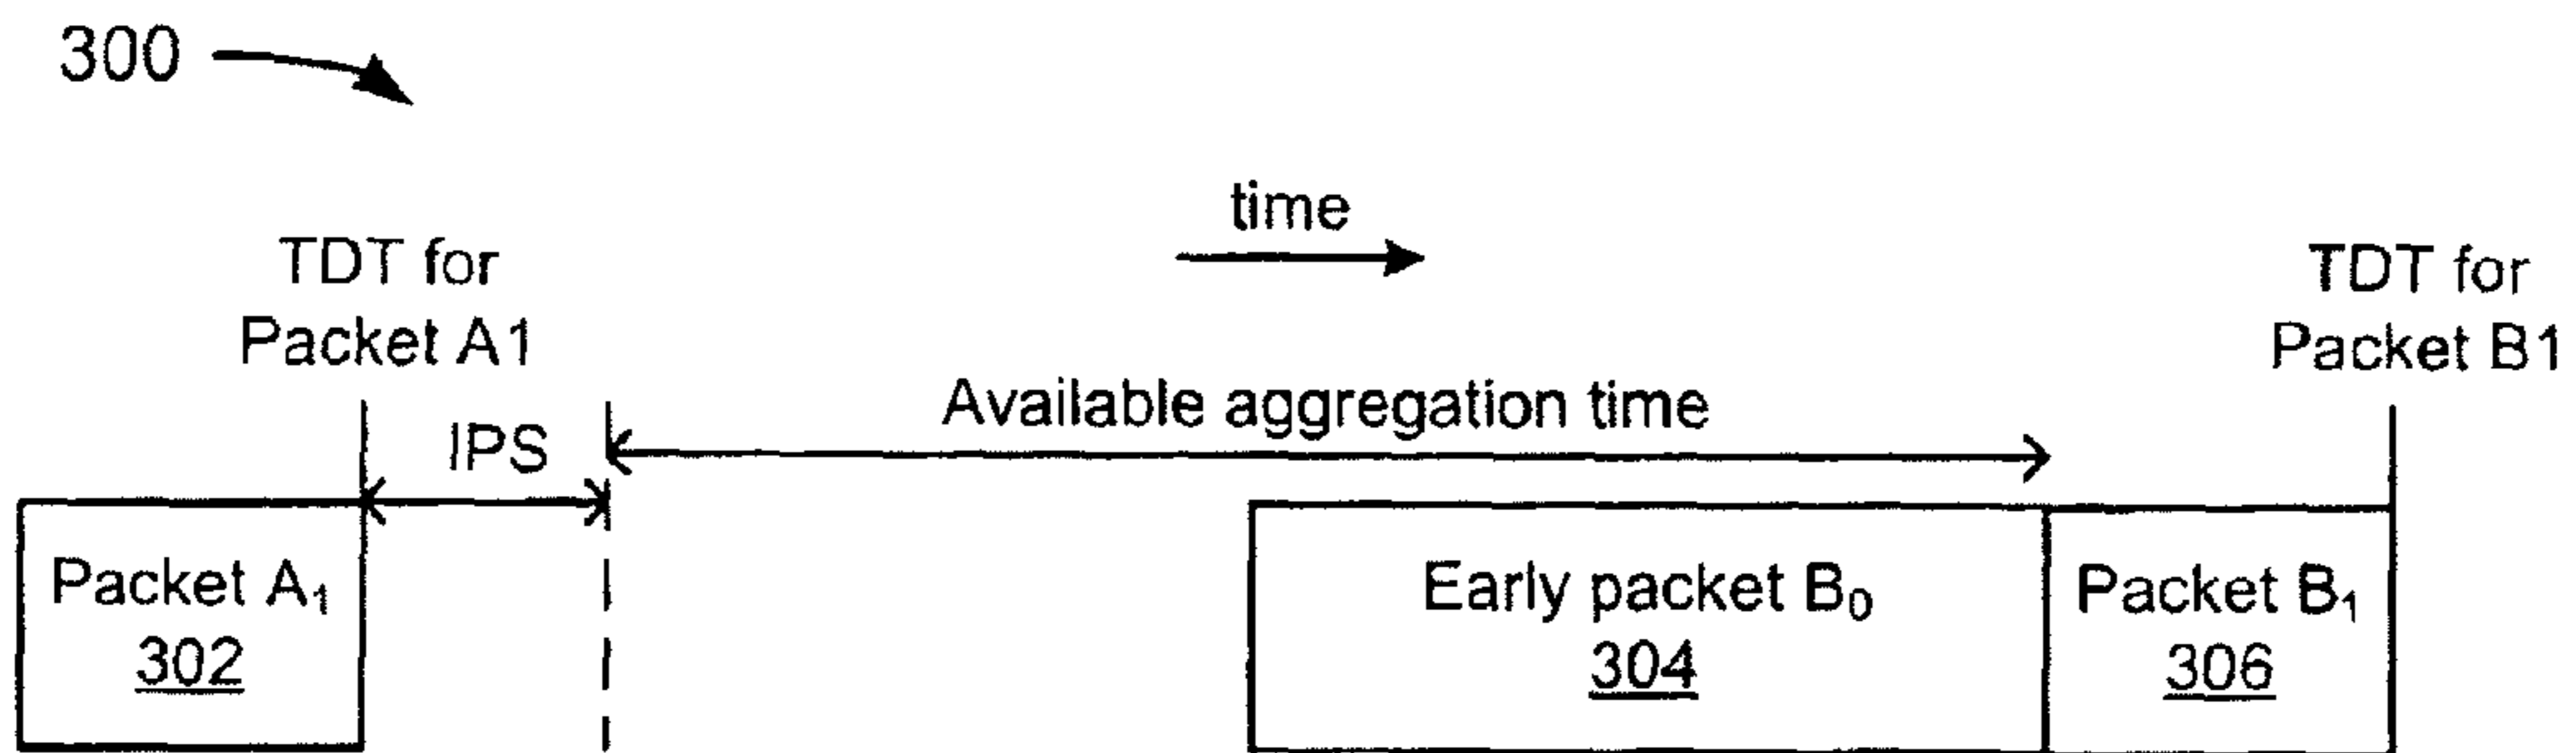 300
time
TDT for
Packet A1
TDT for
Packet B1
Available aggregation time
IPS
Packet A₁
302
Early packet B₀
304
Packet B₁
306